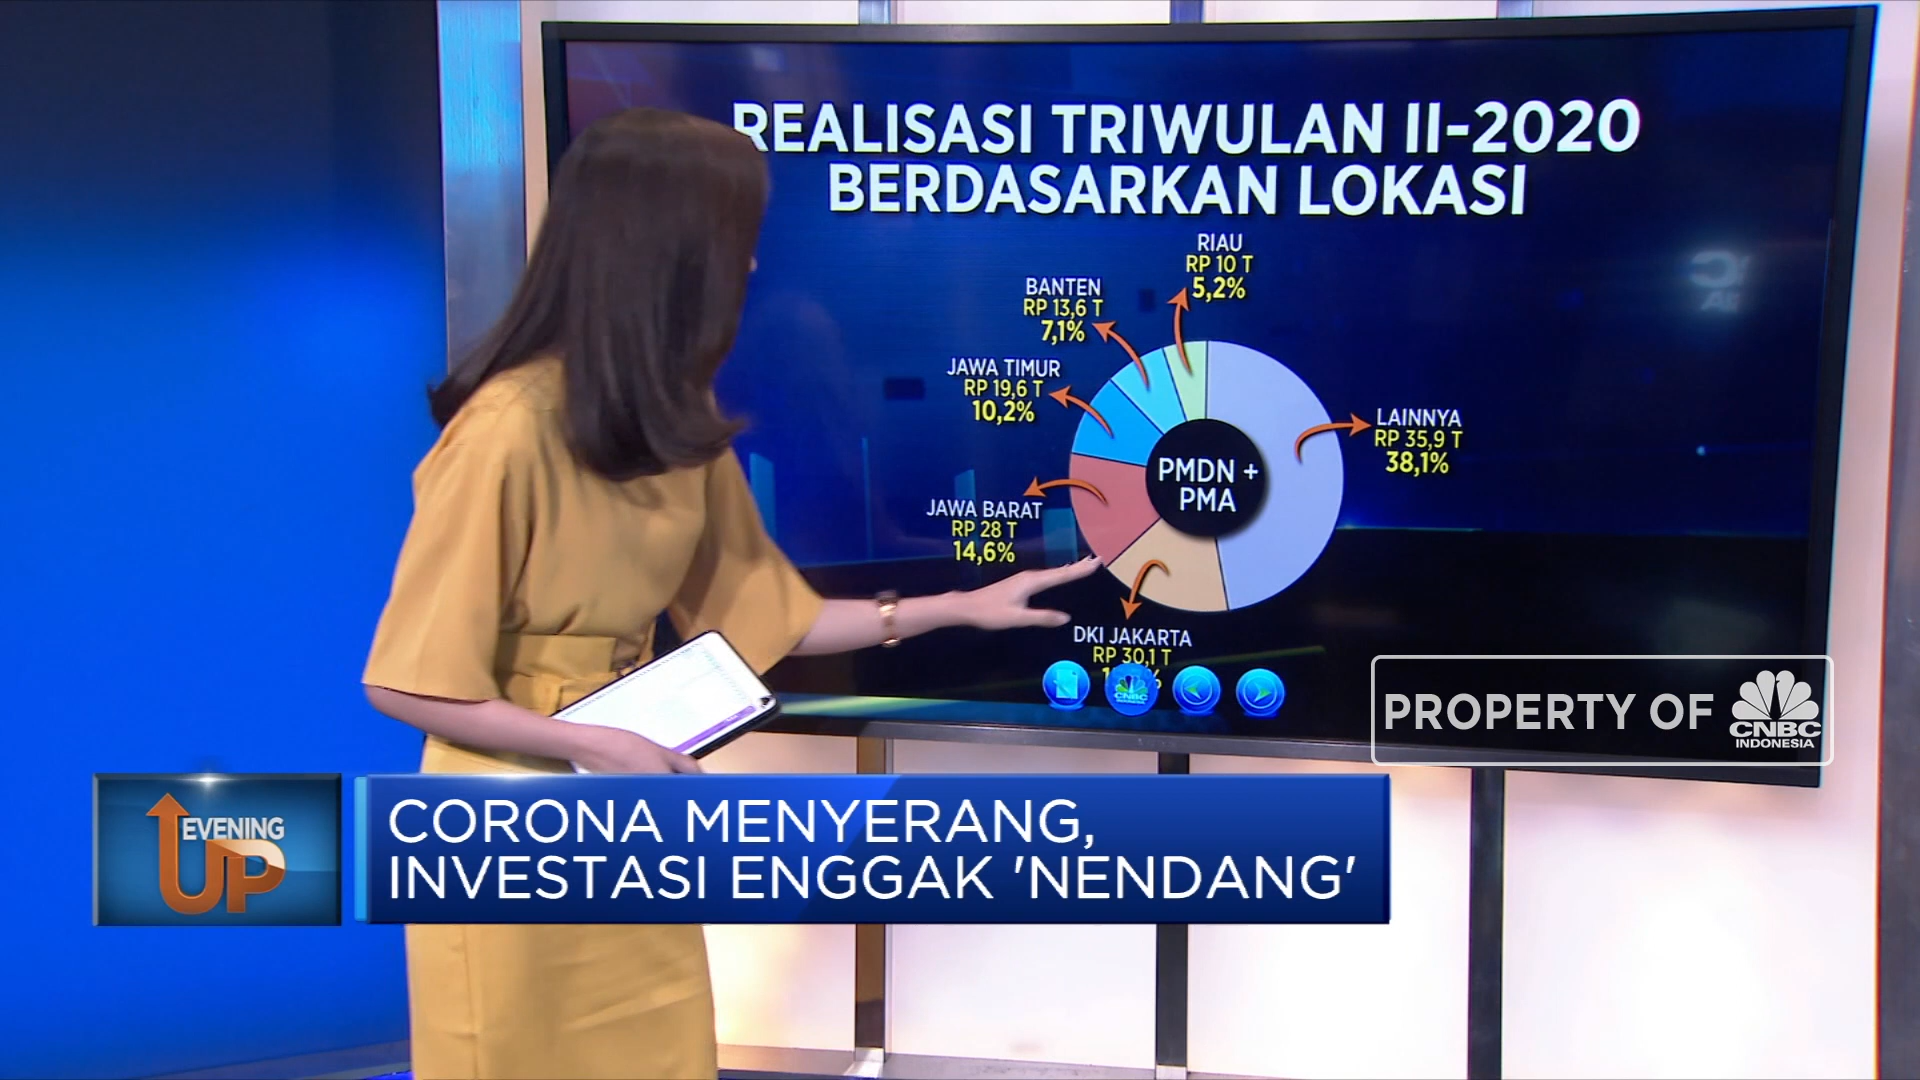 REALISASI TRIWULAN II-2020
BERDASARKAN LOKASI
RIAU
RP 10 T
5,2%
BANTEN
RP 13,6 T
7,1%
JAWA TIMUR
RP 19,6 T
10,2%
LAINNYA
RP 35,9 T
38,1%
PMDN +
PMA
JAWA BARAT
RP 28 T
14,6%
DKI JAKARTA
RP 30,1 T
CNBC
PROPERTY OF
CNBC
INDONESIA
EVENING
UP
CORONA MENYERANG,
INVESTASI ENGGAK 'NENDANG'